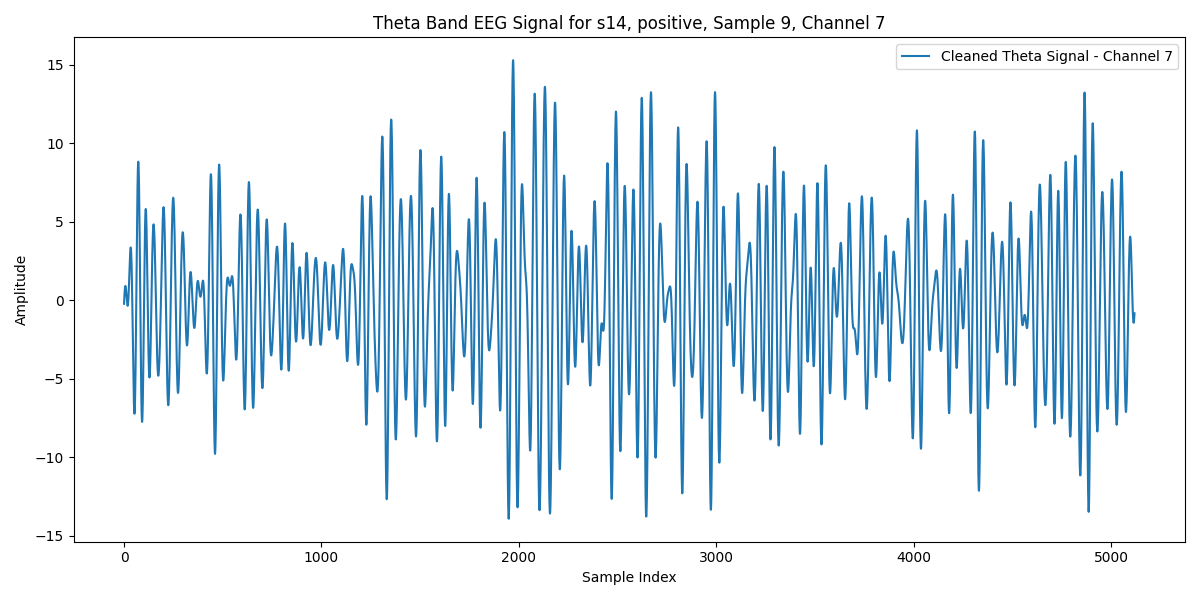 Theta Band EEG Signal for s14, positive, Sample 9, Channel 7
Cleaned Theta Signal - Channel 7
Amplitude
15
10
5
0
−5
−10
−15
0 1000 2000 3000 4000 5000
Sample Index